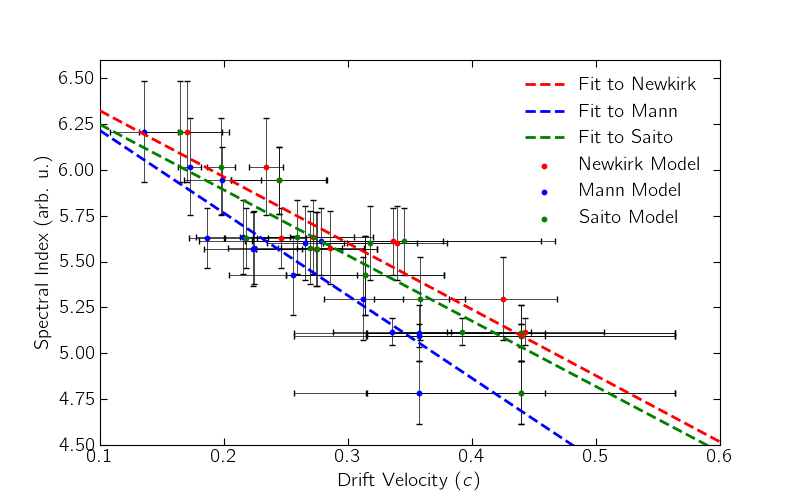 6.50
6.25
6.00
5.75
5.50
5.25
5.00
4.75
4.50
Spectral Index (arb. u.)
0.1 0.2 0.3 0.4 0.5 0.6
Drift Velocity (c)
Fit to Newkirk
Fit to Mann
Fit to Saito
Newkirk Model
Mann Model
Saito Model